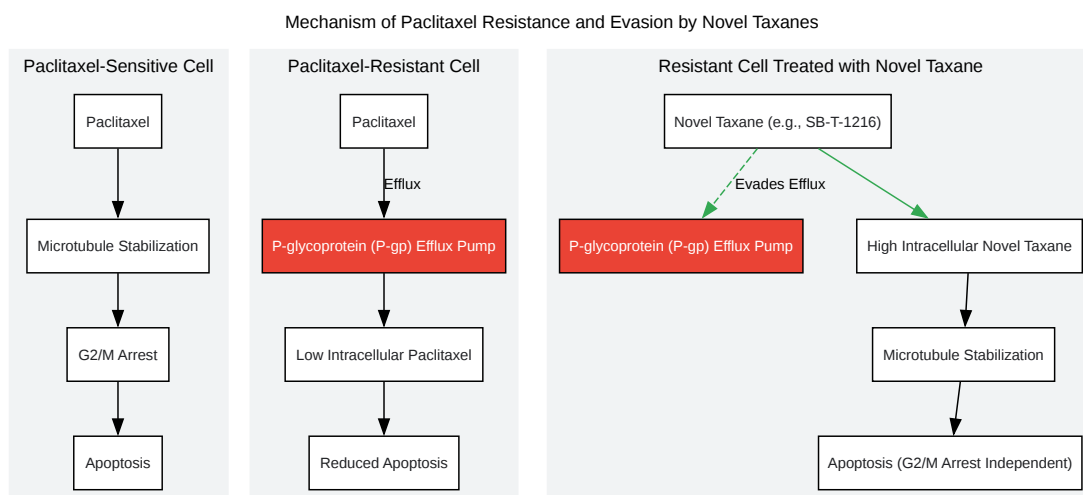 Mechanism of Paclitaxel Resistance and Evasion by Novel Taxanes
Paclitaxel-Sensitive Cell
Paclitaxel
Microtubule Stabilization
G2/M Arrest
Apoptosis
Paclitaxel-Resistant Cell
Paclitaxel
Efflux
P-glycoprotein (P-gp) Efflux Pump
Low Intracellular Paclitaxel
Reduced Apoptosis
Resistant Cell Treated with Novel Taxane
Novel Taxane (e.g., SB-T-1216)
Evades Efflux
P-glycoprotein (P-gp) Efflux Pump
High Intracellular Novel Taxane
Microtubule Stabilization
Apoptosis (G2/M Arrest Independent)